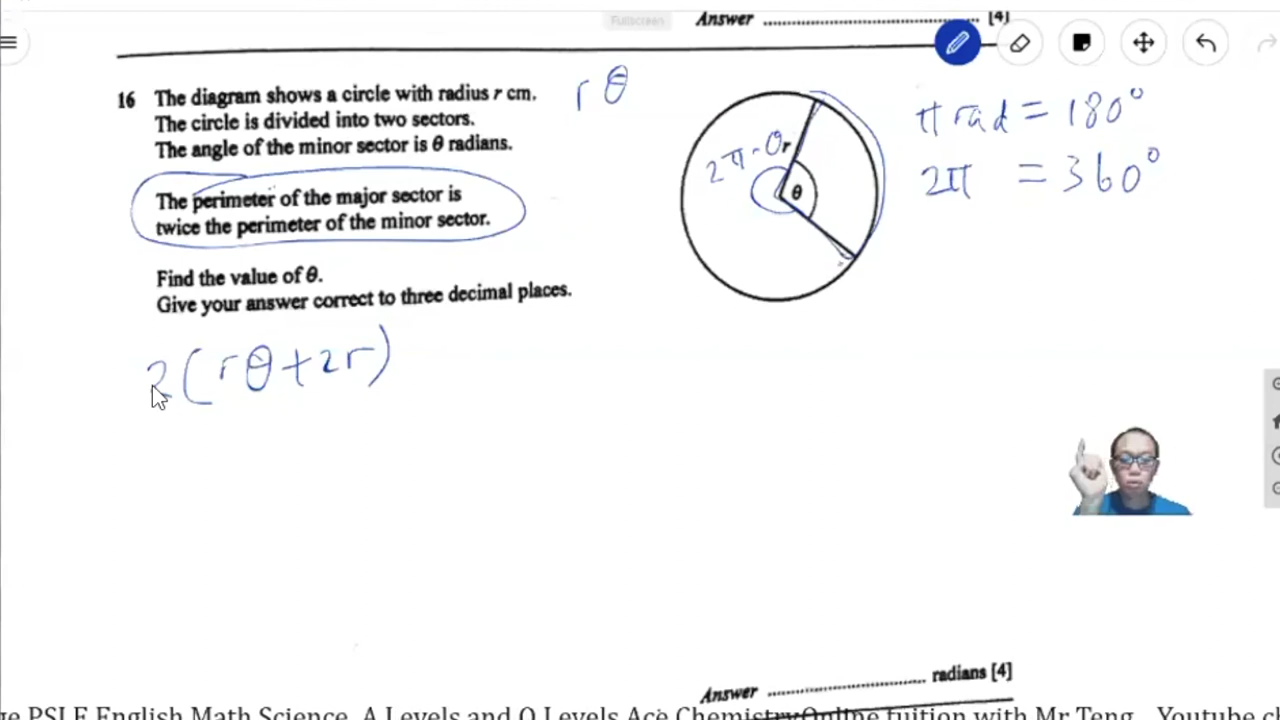 Fullscreen
Answer ........................................ [4]
16 The diagram shows a circle with radius r cm.
The circle is divided into two sectors.
The angle of the minor sector is θ radians.
rθ
The perimeter of the major sector is
twice the perimeter of the minor sector.
Find the value of θ.
Give your answer correct to three decimal places.
2π-θ
r
θ
π rad = 180°
2π = 360°
2(rθ+2r)
Answer ........................... radians [4]
ge PSLE English Math Science, A Levels and O Levels Ace Chemistry Online tuition with Mr Teng Youtube ch